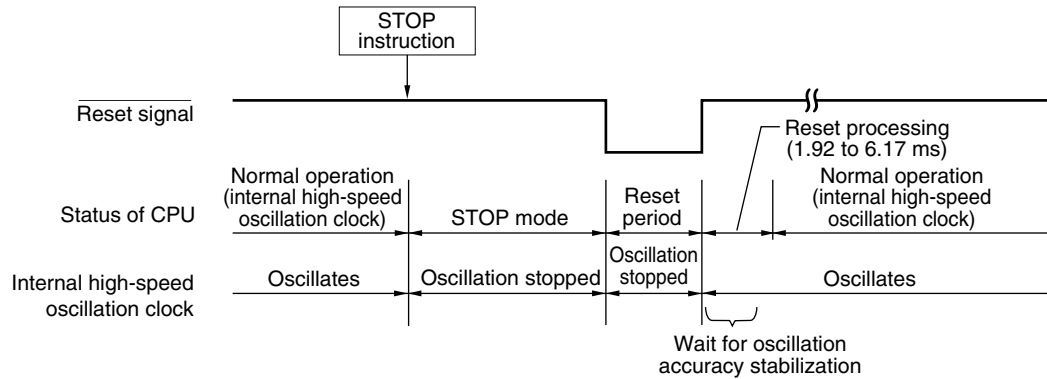 STOP
instruction
Reset signal
Reset processing
(1.92 to 6.17 ms)
Status of CPU
Normal operation
(internal high-speed
oscillation clock)
STOP mode
Reset
period
Normal operation
(internal high-speed
oscillation clock)
Internal high-speed
oscillation clock
Oscillates
Oscillation stopped
Oscillation
stopped
Oscillates
Wait for oscillation
accuracy stabilization